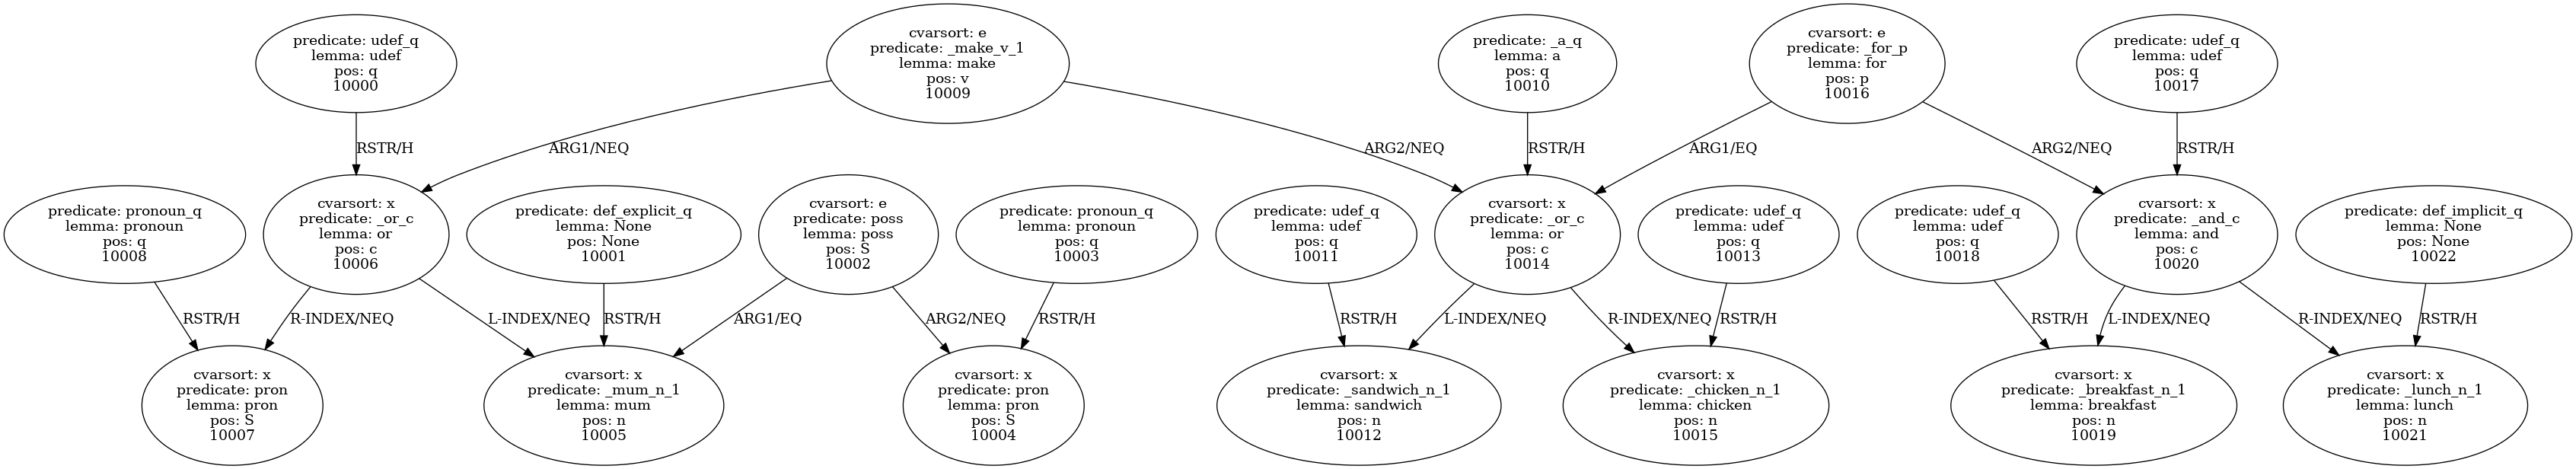 predicate: udef_q
lemma: udef
pos: q
10000
cvarsort: e
predicate: _make_v_1
lemma: make
pos: v
10009
predicate: _a_q
lemma: a
pos: q
10010
cvarsort: e
predicate: _for_p
lemma: for
pos: p
10016
predicate: udef_q
lemma: udef
pos: q
10017
RSTR/H
ARG1/NEQ
ARG2/NEQ
RSTR/H
ARG1/EQ
ARG2/NEQ
RSTR/H
predicate: pronoun_q
lemma: pronoun
pos: q
10008
cvarsort: x
predicate: _or_c
lemma: or
pos: c
10006
predicate: def_explicit_q
lemma: None
pos: None
10001
cvarsort: e
predicate: poss
lemma: poss
pos: S
10002
predicate: pronoun_q
lemma: pronoun
pos: q
10003
predicate: udef_q
lemma: udef
pos: q
10011
cvarsort: x
predicate: _or_c
lemma: or
pos: c
10014
predicate: udef_q
lemma: udef
pos: q
10013
predicate: udef_q
lemma: udef
pos: q
10018
cvarsort: x
predicate: _and_c
lemma: and
pos: c
10020
predicate: def_implicit_q
lemma: None
pos: None
10022
RSTR/H
R-INDEX/NEQ
L-INDEX/NEQ
RSTR/H
ARG1/EQ
ARG2/NEQ
RSTR/H
RSTR/H
L-INDEX/NEQ
R-INDEX/NEQ
RSTR/H
RSTR/H
L-INDEX/NEQ
R-INDEX/NEQ
RSTR/H
cvarsort: x
predicate: pron
lemma: pron
pos: S
10007
cvarsort: x
predicate: _mum_n_1
lemma: mum
pos: n
10005
cvarsort: x
predicate: pron
lemma: pron
pos: S
10004
cvarsort: x
predicate: _sandwich_n_1
lemma: sandwich
pos: n
10012
cvarsort: x
predicate: _chicken_n_1
lemma: chicken
pos: n
10015
cvarsort: x
predicate: _breakfast_n_1
lemma: breakfast
pos: n
10019
cvarsort: x
predicate: _lunch_n_1
lemma: lunch
pos: n
10021